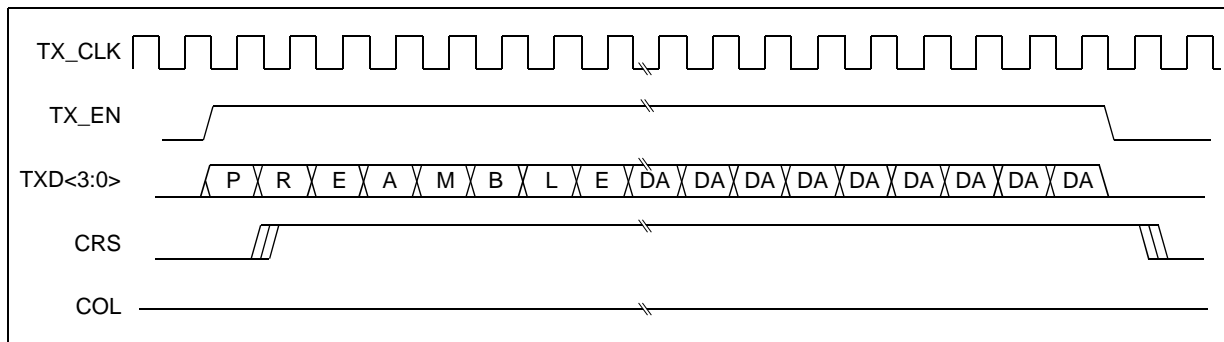 TX_CLK
TX_EN
TXD<3:0> P R E A M B L E DA DA DA DA DA DA DA DA DA
CRS
COL